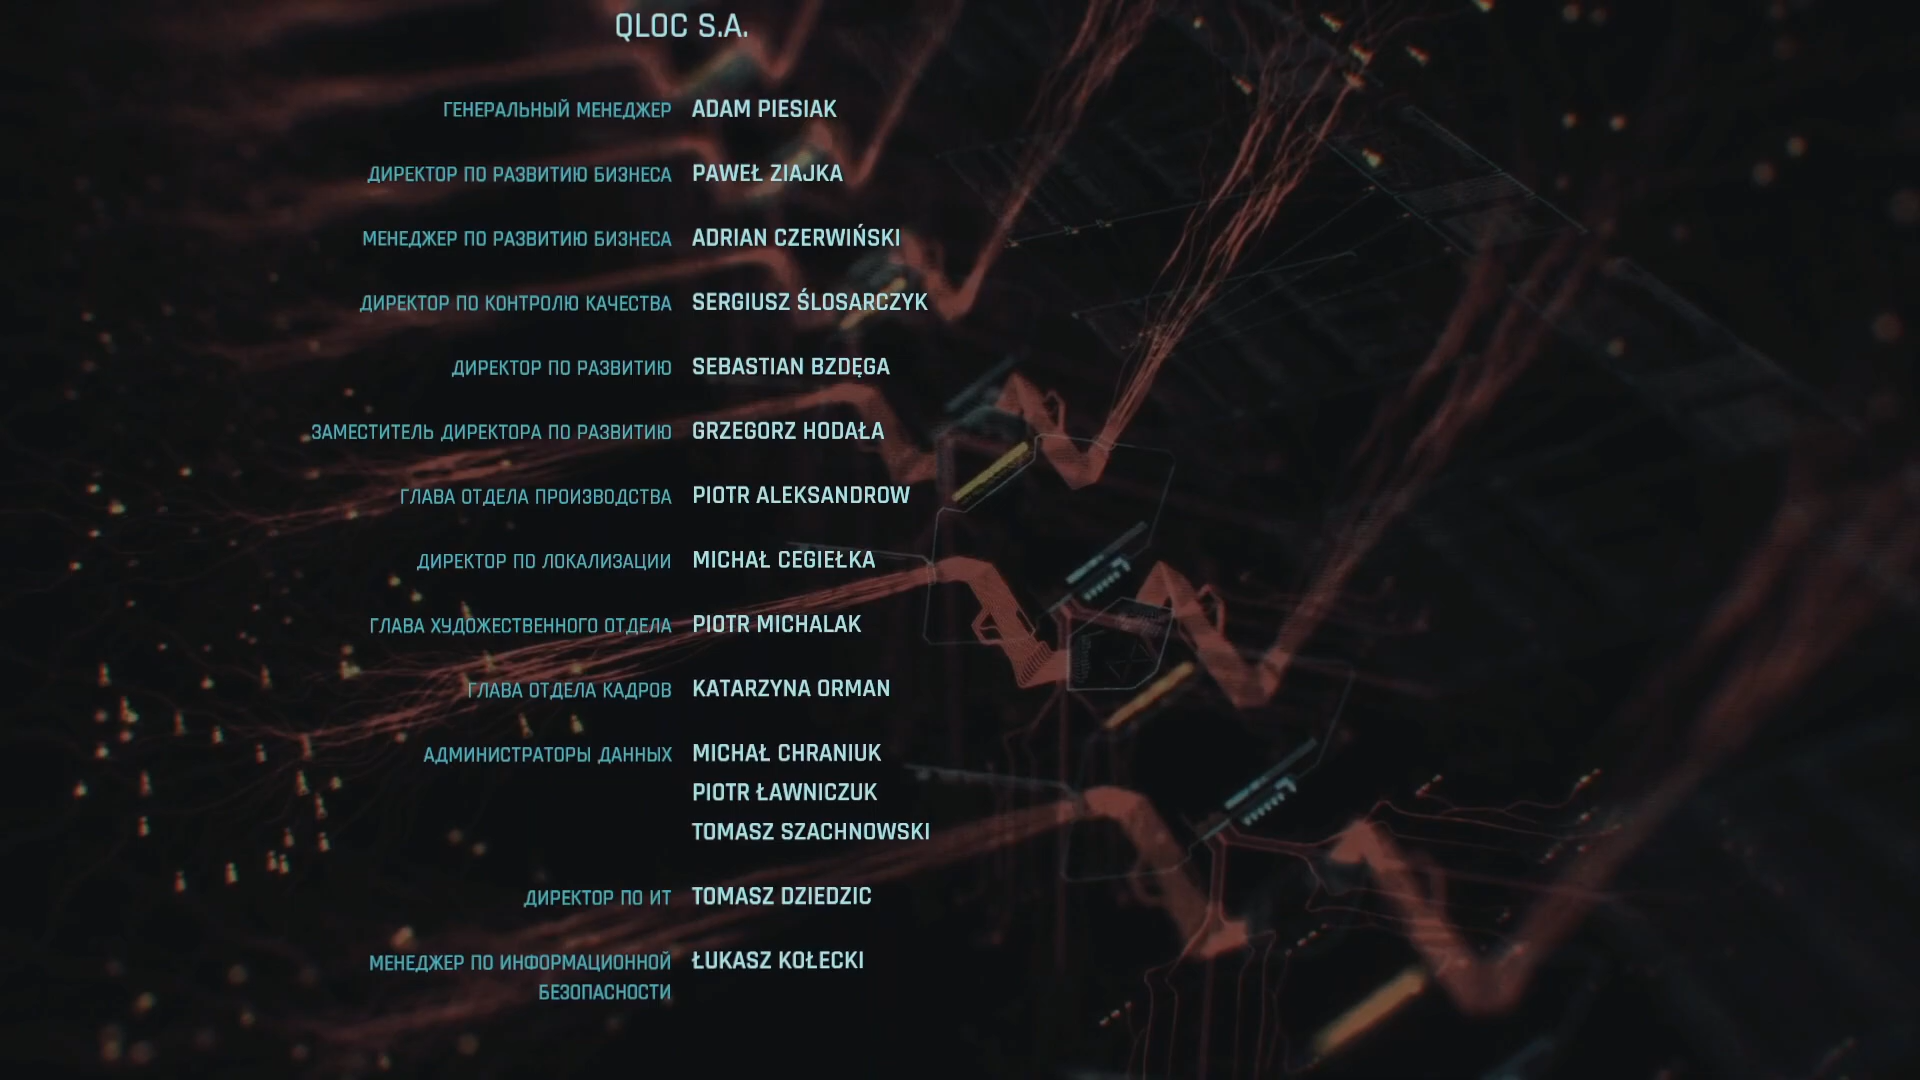 QLOC S.A.
ГЕНЕРАЛЬНЫЙ МЕНЕДЖЕР ADAM PIESIAK
ДИРЕКТОР ПО РАЗВИТИЮ БИЗНЕСА PAWEŁ ZIAJKA
МЕНЕДЖЕР ПО РАЗВИТИЮ БИЗНЕСА ADRIAN CZERWIŃSKI
ДИРЕКТОР ПО КОНТРОЛЮ КАЧЕСТВА SERGIUSZ ŚLOSARCZYK
ДИРЕКТОР ПО РАЗВИТИЮ SEBASTIAN BZDĘGA
ЗАМЕСТИТЕЛЬ ДИРЕКТОРА ПО РАЗВИТИЮ GRZEGORZ HODAŁA
ГЛАВА ОТДЕЛА ПРОИЗВОДСТВА PIOTR ALEKSANDROW
ДИРЕКТОР ПО ЛОКАЛИЗАЦИИ MICHAŁ CEGIEŁKA
ГЛАВА ХУДОЖЕСТВЕННОГО ОТДЕЛА PIOTR MICHALAK
ГЛАВА ОТДЕЛА КАДРОВ KATARZYNA ORMAN
АДМИНИСТРАТОРЫ ДАННЫХ MICHAŁ CHRANIUK
PIOTR ŁAWNICZUK
TOMASZ SZACHNOWSKI
ДИРЕКТОР ПО ИТ TOMASZ DZIEDZIC
МЕНЕДЖЕР ПО ИНФОРМАЦИОННОЙ ŁUKASZ KOŁECKI
БЕЗОПАСНОСТИ